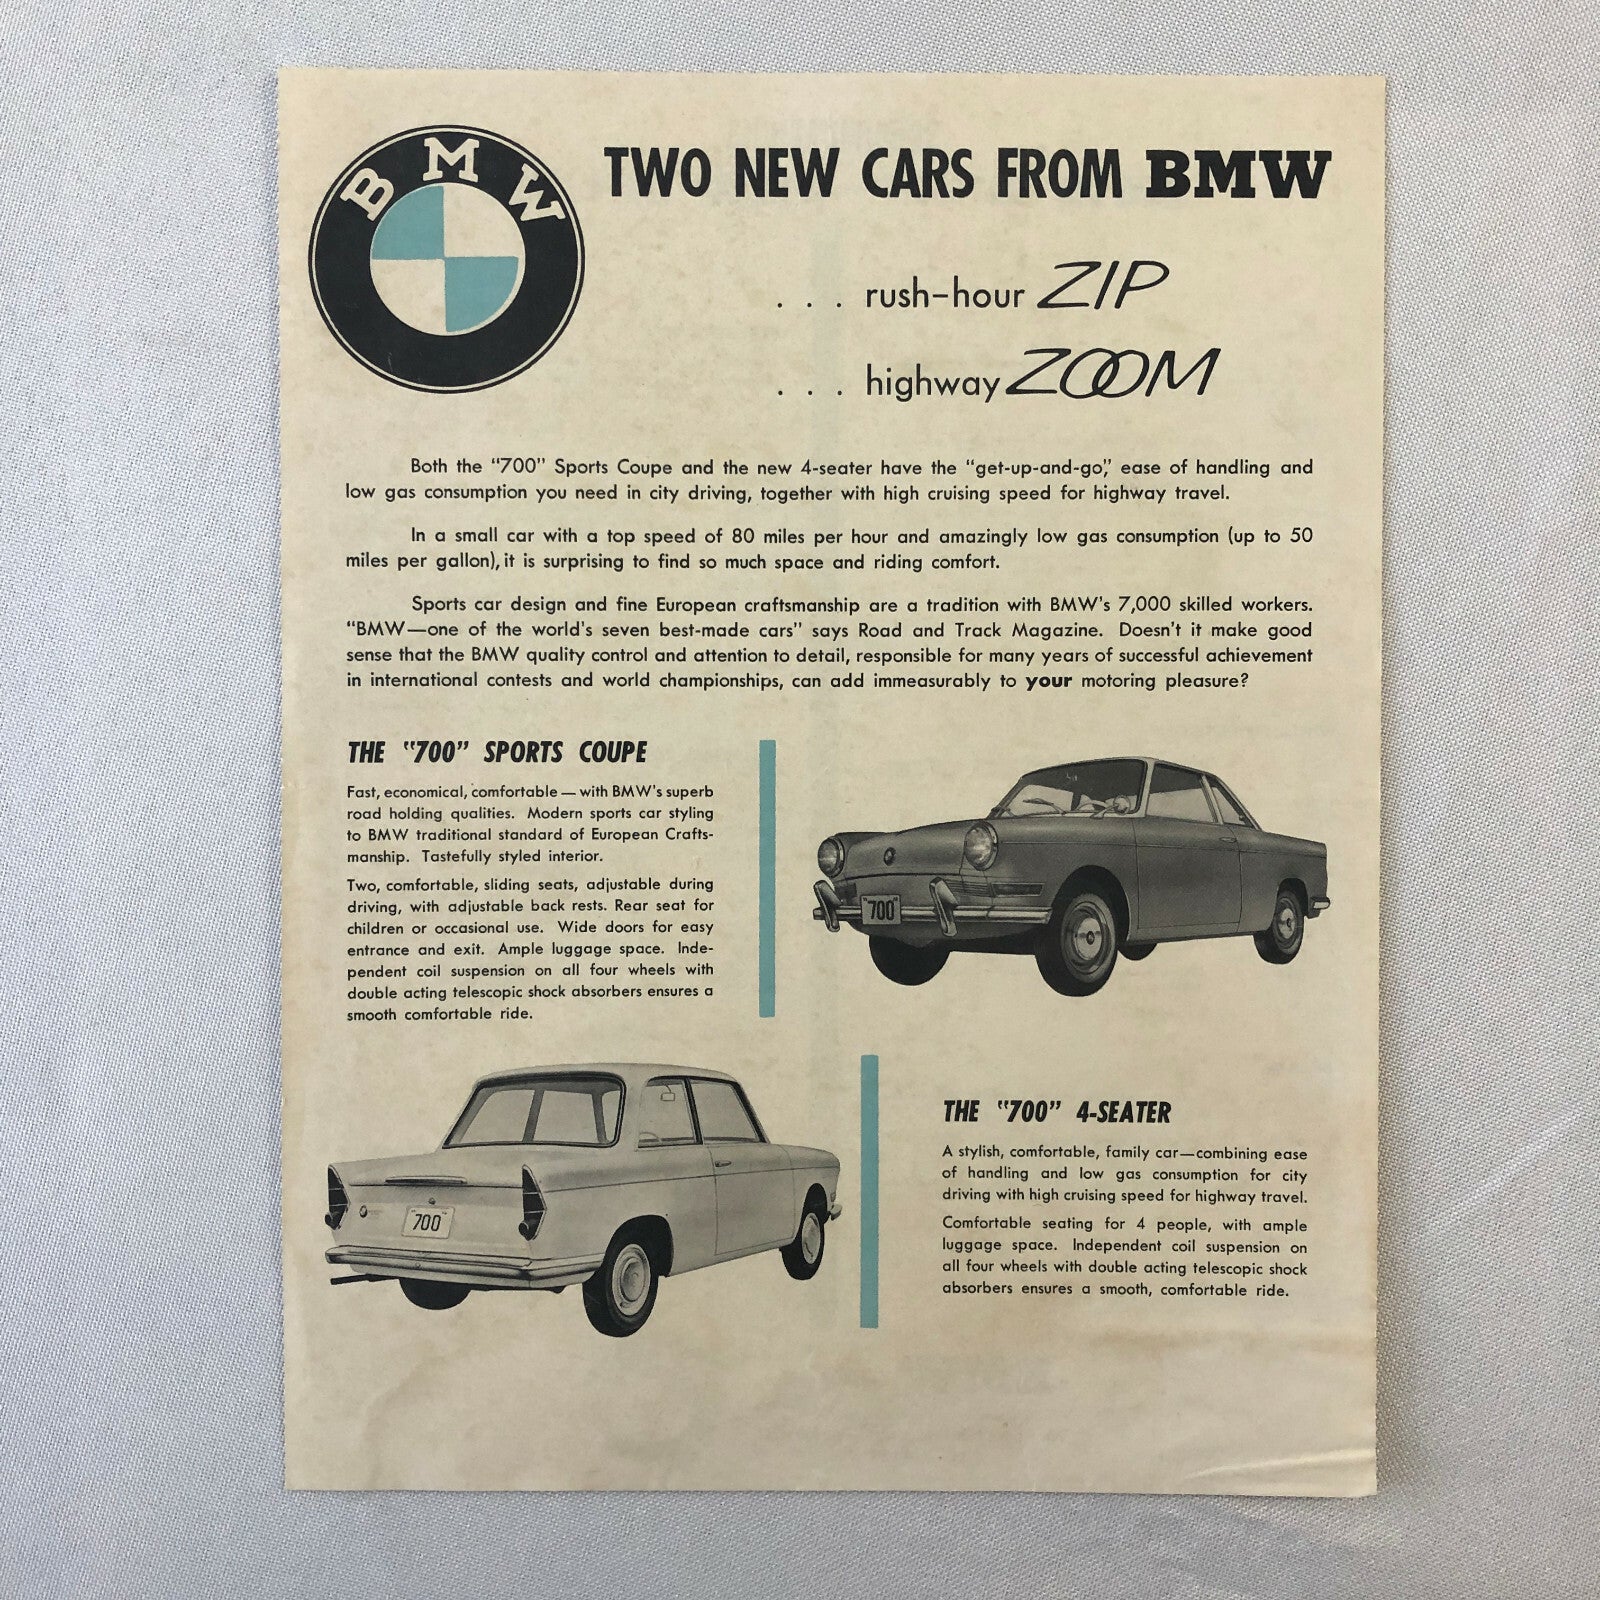 BMW
TWO NEW CARS FROM BMW
. . . rush-hour ZIP
. . . highway ZOOM
Both the “700” Sports Coupe and the new 4-seater have the “get-up-and-go,” ease of handling and
low gas consumption you need in city driving, together with high cruising speed for highway travel.
In a small car with a top speed of 80 miles per hour and amazingly low gas consumption (up to 50
miles per gallon), it is surprising to find so much space and riding comfort.
Sports car design and fine European craftsmanship are a tradition with BMW's 7,000 skilled workers.
“BMW—one of the world's seven best-made cars” says Road and Track Magazine. Doesn't it make good
sense that the BMW quality control and attention to detail, responsible for many years of successful achievement
in international contests and world championships, can add immeasurably to your motoring pleasure?
THE “700” SPORTS COUPE
Fast, economical, comfortable — with BMW's superb
road holding qualities. Modern sports car styling
to BMW traditional standard of European Crafts-
manship. Tastefully styled interior.
Two, comfortable, sliding seats, adjustable during
driving, with adjustable back rests. Rear seat for
children or occasional use. Wide doors for easy
entrance and exit. Ample luggage space. Inde-
pendent coil suspension on all four wheels with
double acting telescopic shock absorbers ensures a
smooth comfortable ride.
"700"
"700"
THE “700” 4-SEATER
A stylish, comfortable, family car—combining ease
of handling and low gas consumption for city
driving with high cruising speed for highway travel.
Comfortable seating for 4 people, with ample
luggage space. Independent coil suspension on
all four wheels with double acting telescopic shock
absorbers ensures a smooth, comfortable ride.